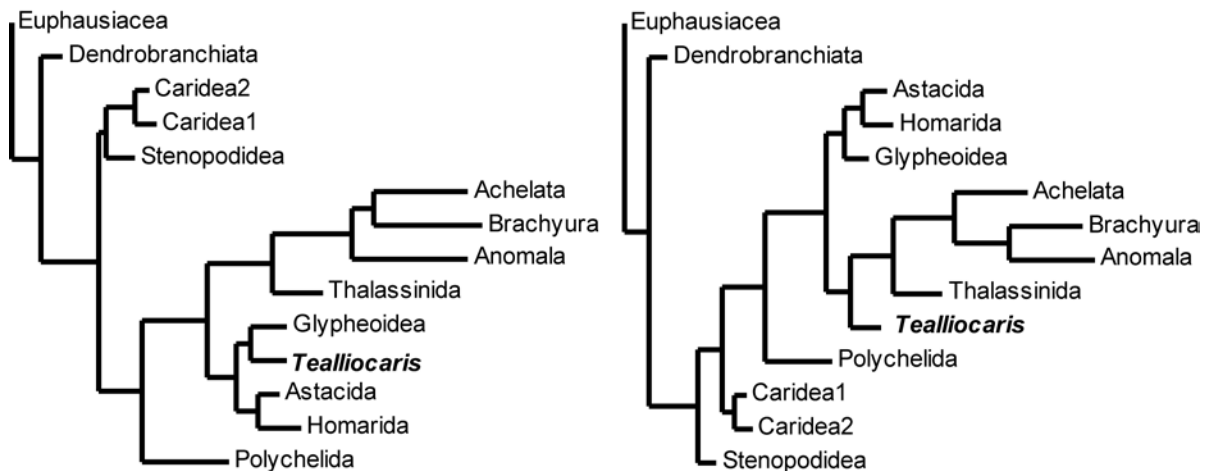 Euphausiacea
Dendrobranchiata
Caridea2
Caridea1
Stenopodidea
Achelata
Brachyura
Anomala
Thalassinida
Glypheoidea
Tealliocaris
Astacida
Homarida
Polychelida
Euphausiacea
Dendrobranchiata
Astacida
Homarida
Glypheoidea
Achelata
Brachyura
Anomala
Thalassinida
Tealliocaris
Polychelida
Caridea1
Caridea2
Stenopodidea